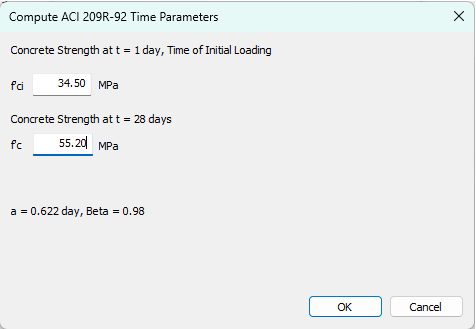 Compute ACI 209R-92 Time Parameters
Concrete Strength at t = 1 day, Time of Initial Loading
f'ci 34.50 MPa
Concrete Strength at t = 28 days
f'c 55.20 MPa
a = 0.622 day, Beta = 0.98
OK Cancel